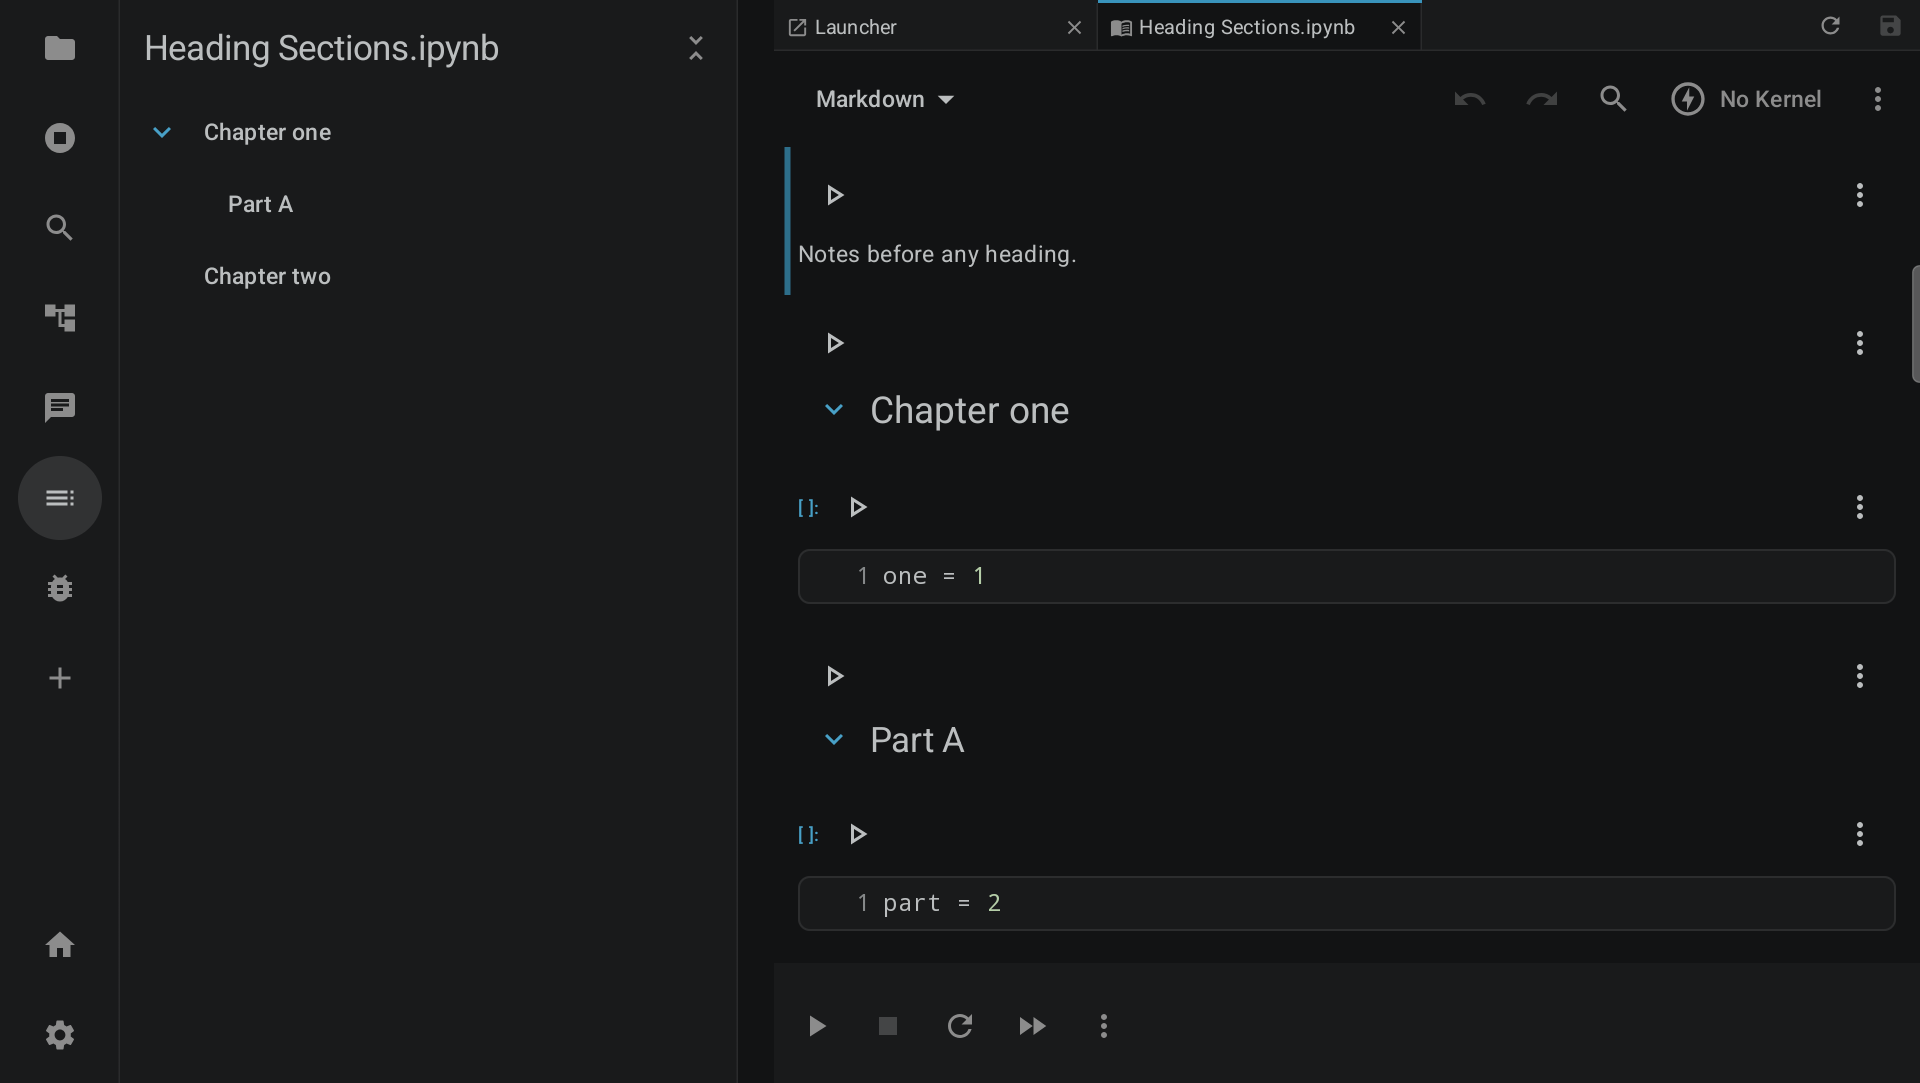 Heading Sections.ipynb
Chapter one
Part A
Chapter two
Launcher
Heading Sections.ipynb
Markdown
No Kernel
Notes before any heading.
Chapter one
[ ]:
1 one = 1
Part A
[ ]:
1 part = 2